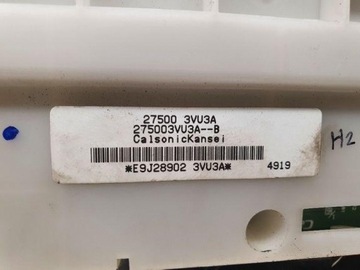 27500 3VU3A
275003VU3A--B
CalsonicKansei
*E9J28902 3VU3A* 4919
H2